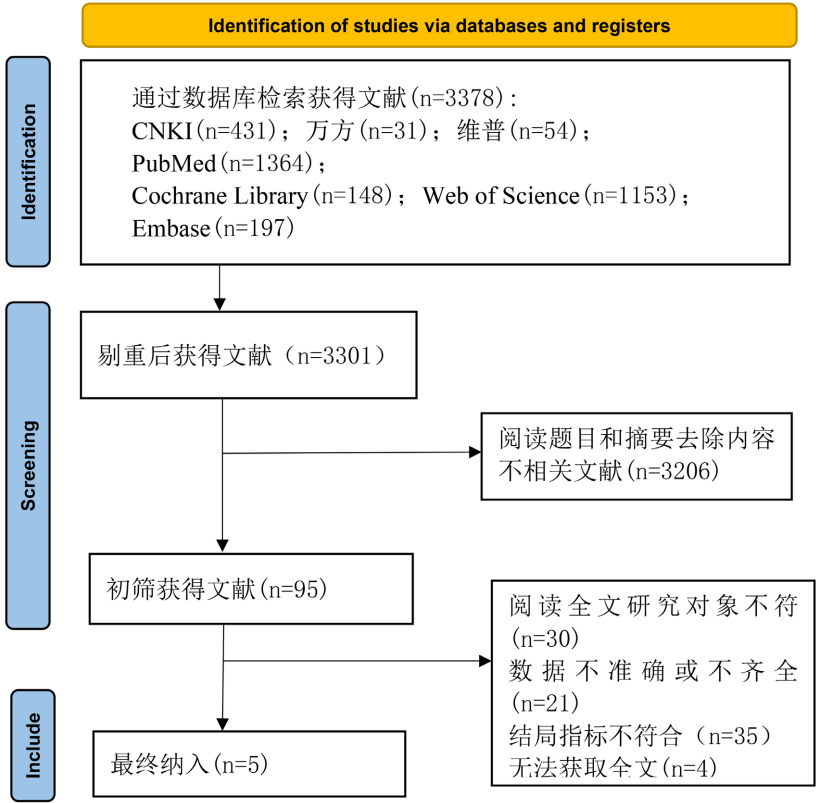 Identification of studies via databases and registers
Identification
通过数据库检索获得文献(n=3378)：
CNKI(n=431)；万方(n=31)；维普(n=54)；
PubMed(n=1364)；
Cochrane Library(n=148)；Web of Science(n=1153)；
Embase(n=197)
Screening
剔重后获得文献（n=3301）
阅读题目和摘要去除内容
不相关文献(n=3206)
初筛获得文献(n=95)
阅读全文研究对象不符
(n=30)
数据不准确或不齐全
(n=21)
结局指标不符合（n=35）
无法获取全文(n=4)
Include
最终纳入(n=5)